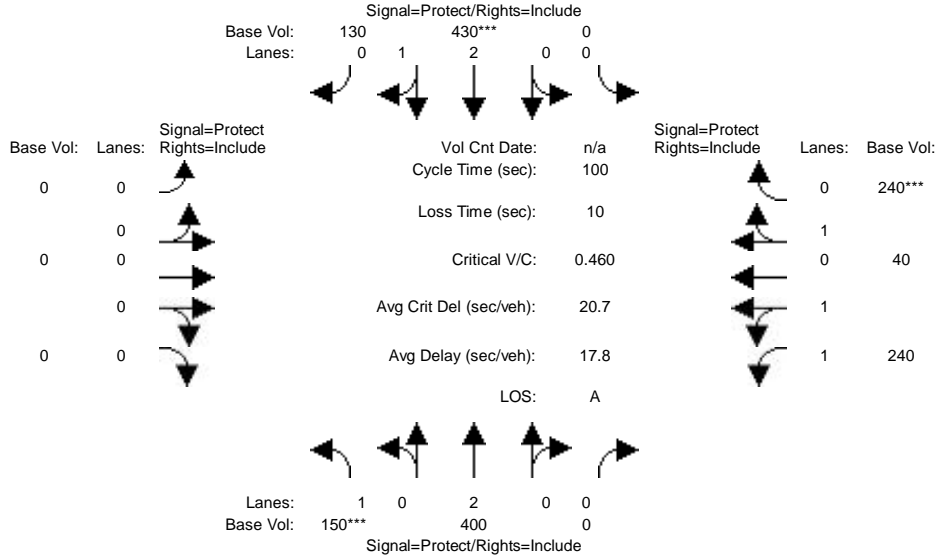 Signal=Protect/Rights=Include
Base Vol: 130 430*** 0
Lanes: 0 1 2 0 0
Signal=Protect
Base Vol: Lanes: Rights=Include
Signal=Protect
Rights=Include Lanes: Base Vol:
Vol Cnt Date: n/a
Cycle Time (sec): 100
0 0
0 240***
Loss Time (sec): 10
0
1
0 0
Critical V/C: 0.460
0 40
0
Avg Crit Del (sec/veh): 20.7
1
0 0
Avg Delay (sec/veh): 17.8
1 240
LOS: A
Lanes: 1 0 2 0 0
Base Vol: 150*** 400 0
Signal=Protect/Rights=Include